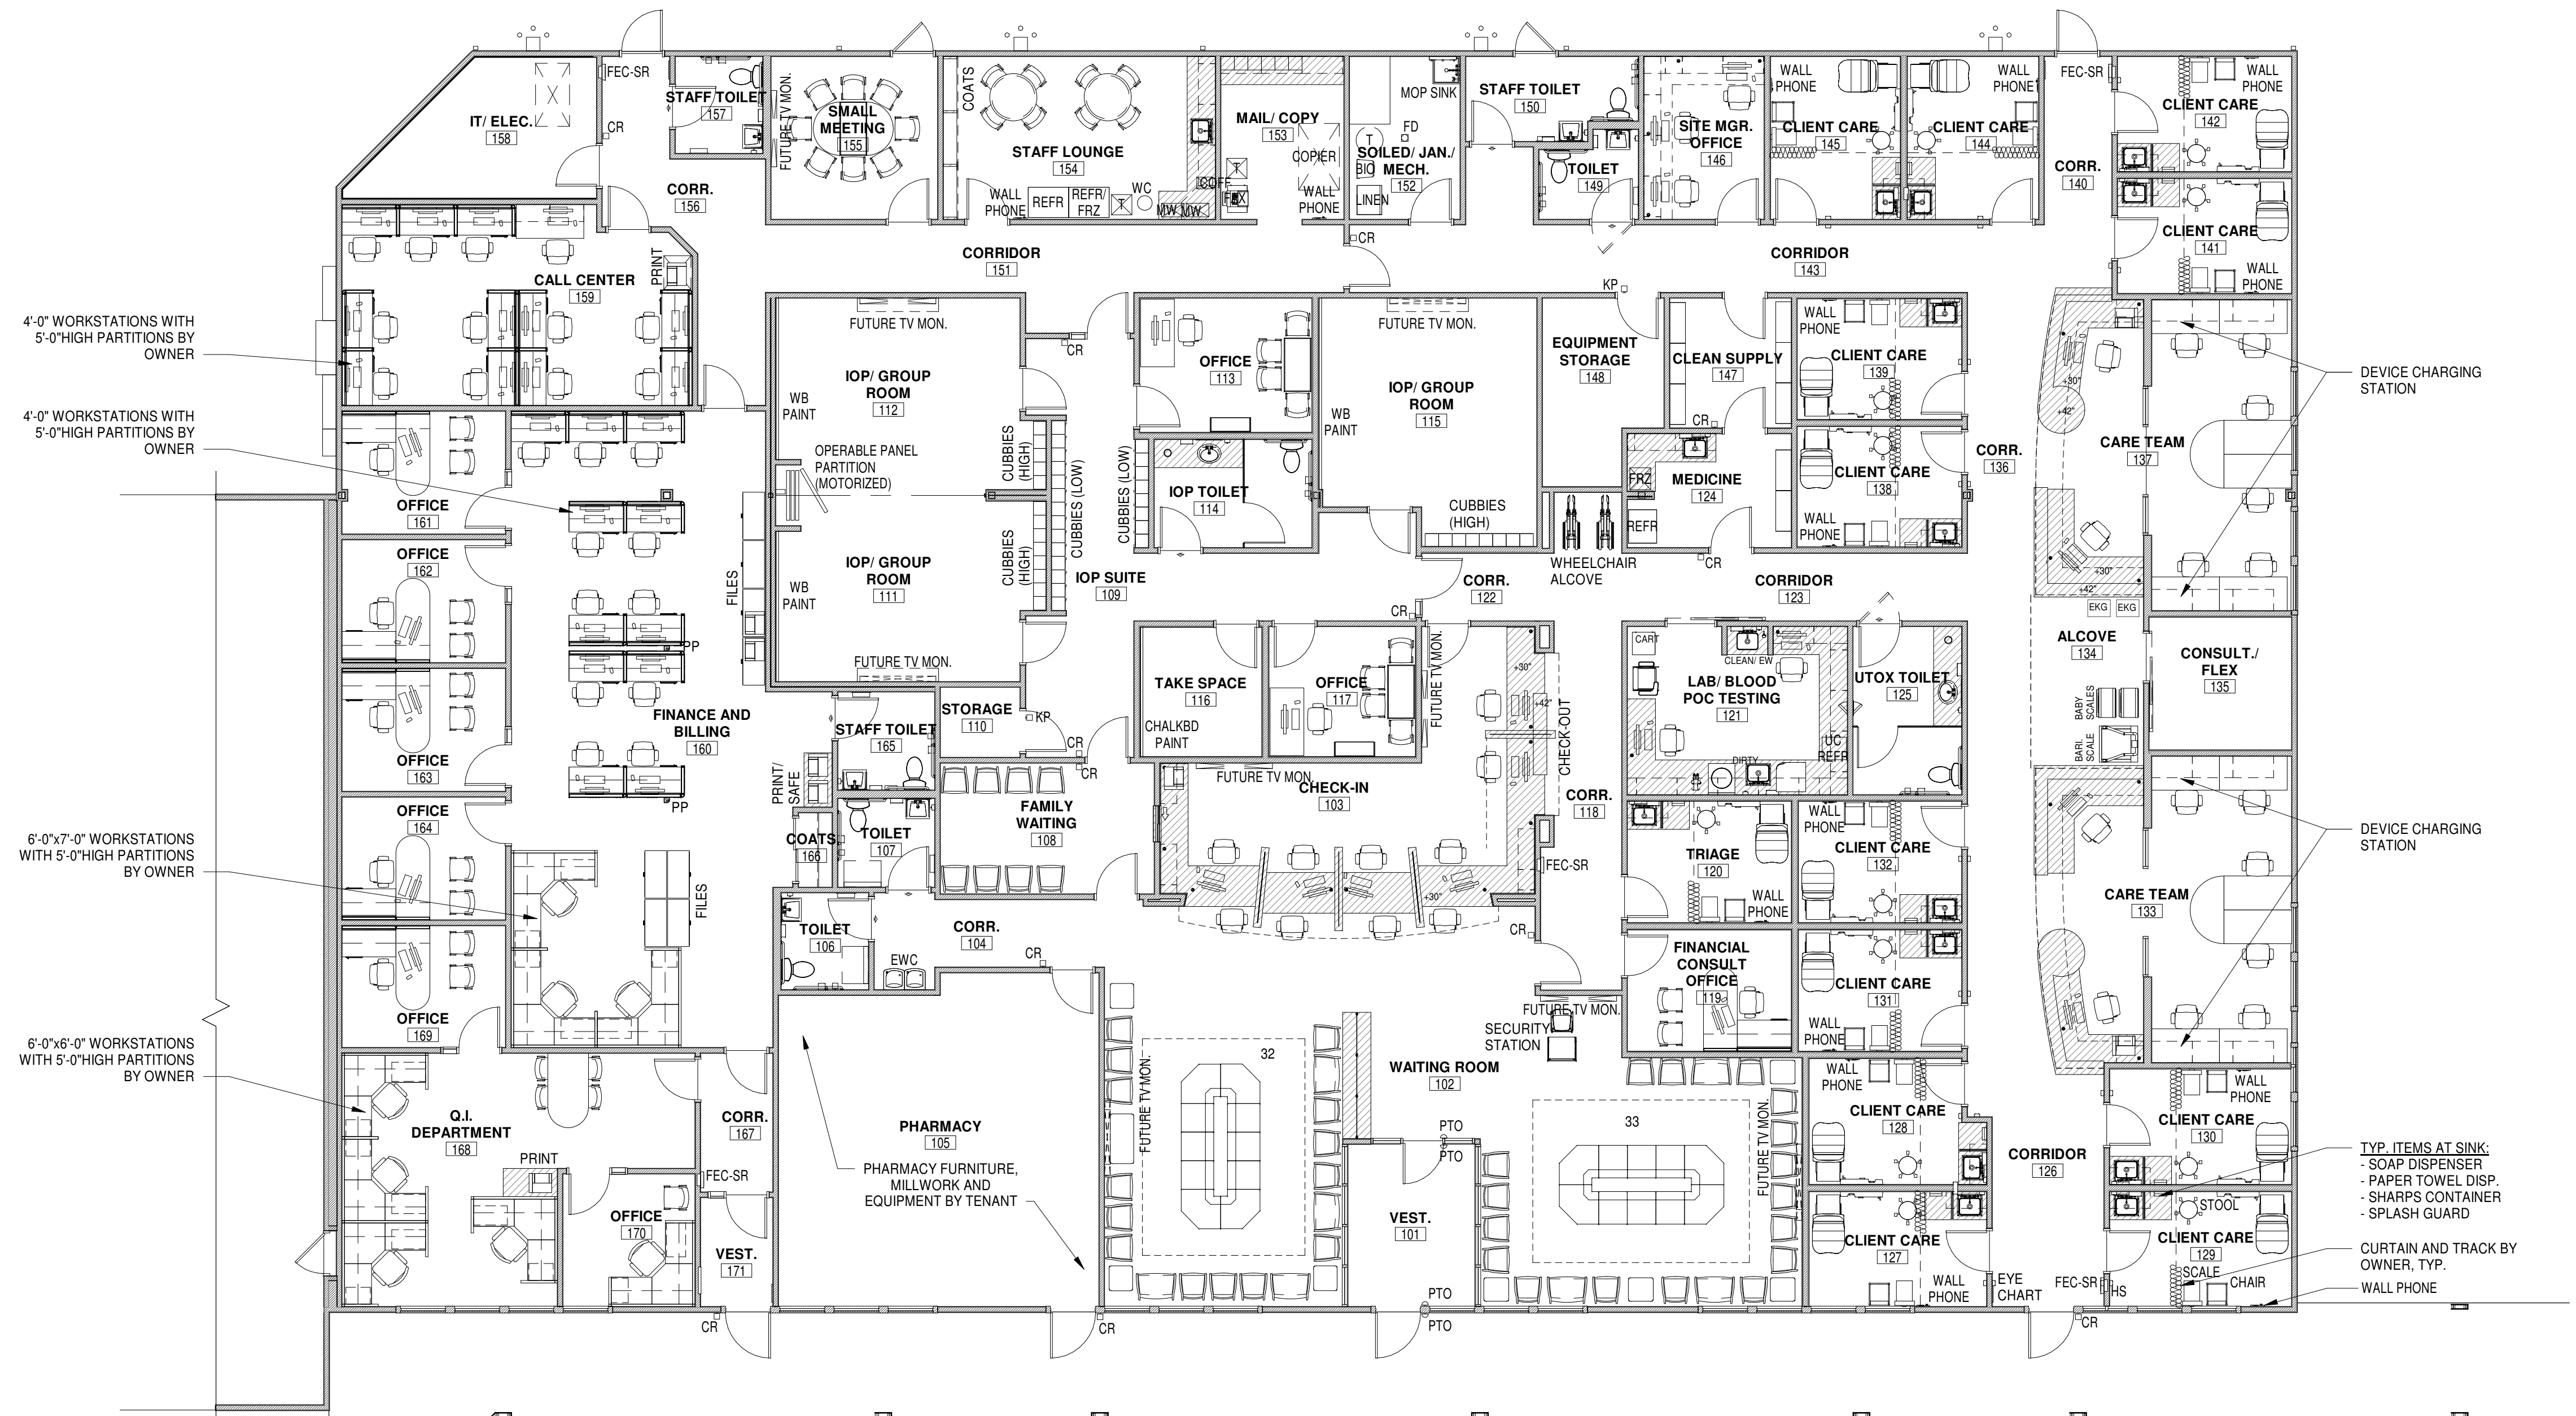 FEC-SR
CR
IT/ ELEC.
158
STAFF TOILET
157
CORR.
156
FUTURE TV MON.
SMALL
MEETING
155
COATS
STAFF LOUNGE
154
WALL
PHONE
REFR
REFR/
FRZ
T
WC
MW
MW
COFF
MAIL/ COPY
153
COPIER
T
FAX
WALL
PHONE
MOP SINK
FD
T
BIO
SOILED/ JAN./
MECH.
152
LINEN
STAFF TOILET
150
TOILET
149
SITE MGR.
OFFICE
146
WALL
PHONE
CLIENT CARE
145
WALL
PHONE
CLIENT CARE
144
FEC-SR
CORR.
140
WALL
PHONE
CLIENT CARE
142
CLIENT CARE
141
WALL
PHONE
CORRIDOR
151
CR
CORRIDOR
143
KP
PRINT
CALL CENTER
159
4'-0" WORKSTATIONS WITH
5'-0"HIGH PARTITIONS BY
OWNER
4'-0" WORKSTATIONS WITH
5'-0"HIGH PARTITIONS BY
OWNER
FUTURE TV MON.
IOP/ GROUP
ROOM
112
WB
PAINT
OPERABLE PANEL
PARTITION
(MOTORIZED)
CUBBIES
(HIGH)
CUBBIES (LOW)
CUBBIES (LOW)
CUBBIES
(HIGH)
IOP/ GROUP
ROOM
111
WB
PAINT
FUTURE TV MON.
CR
OFFICE
113
IOP TOILET
114
IOP SUITE
109
FUTURE TV MON.
IOP/ GROUP
ROOM
115
WB
PAINT
CUBBIES
(HIGH)
EQUIPMENT
STORAGE
148
CLEAN SUPPLY
147
CR
FRZ
MEDICINE
124
REFR
WHEELCHAIR
ALCOVE
CR
WALL
PHONE
CLIENT CARE
139
CLIENT CARE
138
WALL
PHONE
CORR.
136
+30"
+42"
CARE TEAM
137
+30"
+42"
DEVICE CHARGING
STATION
EKG
EKG
ALCOVE
134
BABY
SCALES
BARI.
SCALE
CONSULT./
FLEX
135
CORR.
122
CR
CORRIDOR
123
OFFICE
161
OFFICE
162
OFFICE
163
OFFICE
164
OFFICE
169
FILES
PP
FINANCE AND
BILLING
160
PP
FILES
PRINT/
SAFE
6'-0"x7'-0" WORKSTATIONS
WITH 5'-0"HIGH PARTITIONS
BY OWNER
6'-0"x6'-0" WORKSTATIONS
WITH 5'-0"HIGH PARTITIONS
BY OWNER
STAFF TOILET
165
STORAGE
110
KP
CR
CR
COATS
166
TOILET
107
FAMILY
WAITING
108
TOILET
106
EWC
CORR.
104
CR
TAKE SPACE
116
CHALKBD
PAINT
OFFICE
117
FUTURE TV MON.
FUTURE TV MON.
CHECK-IN
103
+30"
+42"
CHECK-OUT
FEC-SR
+30"
CR
CORR.
118
CART
CLEAN/ EW
LAB/ BLOOD
POC TESTING
121
UC
REFR
DIRTY
UTOX TOILET
125
TRIAGE
120
WALL
PHONE
WALL
PHONE
CLIENT CARE
132
FINANCIAL
CONSULT
OFFICE
119
CLIENT CARE
131
WALL
PHONE
CARE TEAM
133
DEVICE CHARGING
STATION
FUTURE TV MON.
SECURITY
STATION
WAITING ROOM
102
32
FUTURE TV MON.
33
FUTURE TV MON.
PTO
PTO
VEST.
101
PTO
PTO
PHARMACY
105
PHARMACY FURNITURE,
MILLWORK AND
EQUIPMENT BY TENANT
CR
Q.I.
DEPARTMENT
168
PRINT
OFFICE
170
CORR.
167
FEC-SR
VEST.
171
CR
WALL
PHONE
CLIENT CARE
128
CLIENT CARE
127
WALL
PHONE
EYE
CHART
CORRIDOR
126
FEC-SR
HS
CR
WALL
PHONE
CLIENT CARE
130
STOOL
CLIENT CARE
129
SCALE
CHAIR
TYP. ITEMS AT SINK:
- SOAP DISPENSER
- PAPER TOWEL DISP.
- SHARPS CONTAINER
- SPLASH GUARD
CURTAIN AND TRACK BY
OWNER, TYP.
WALL PHONE